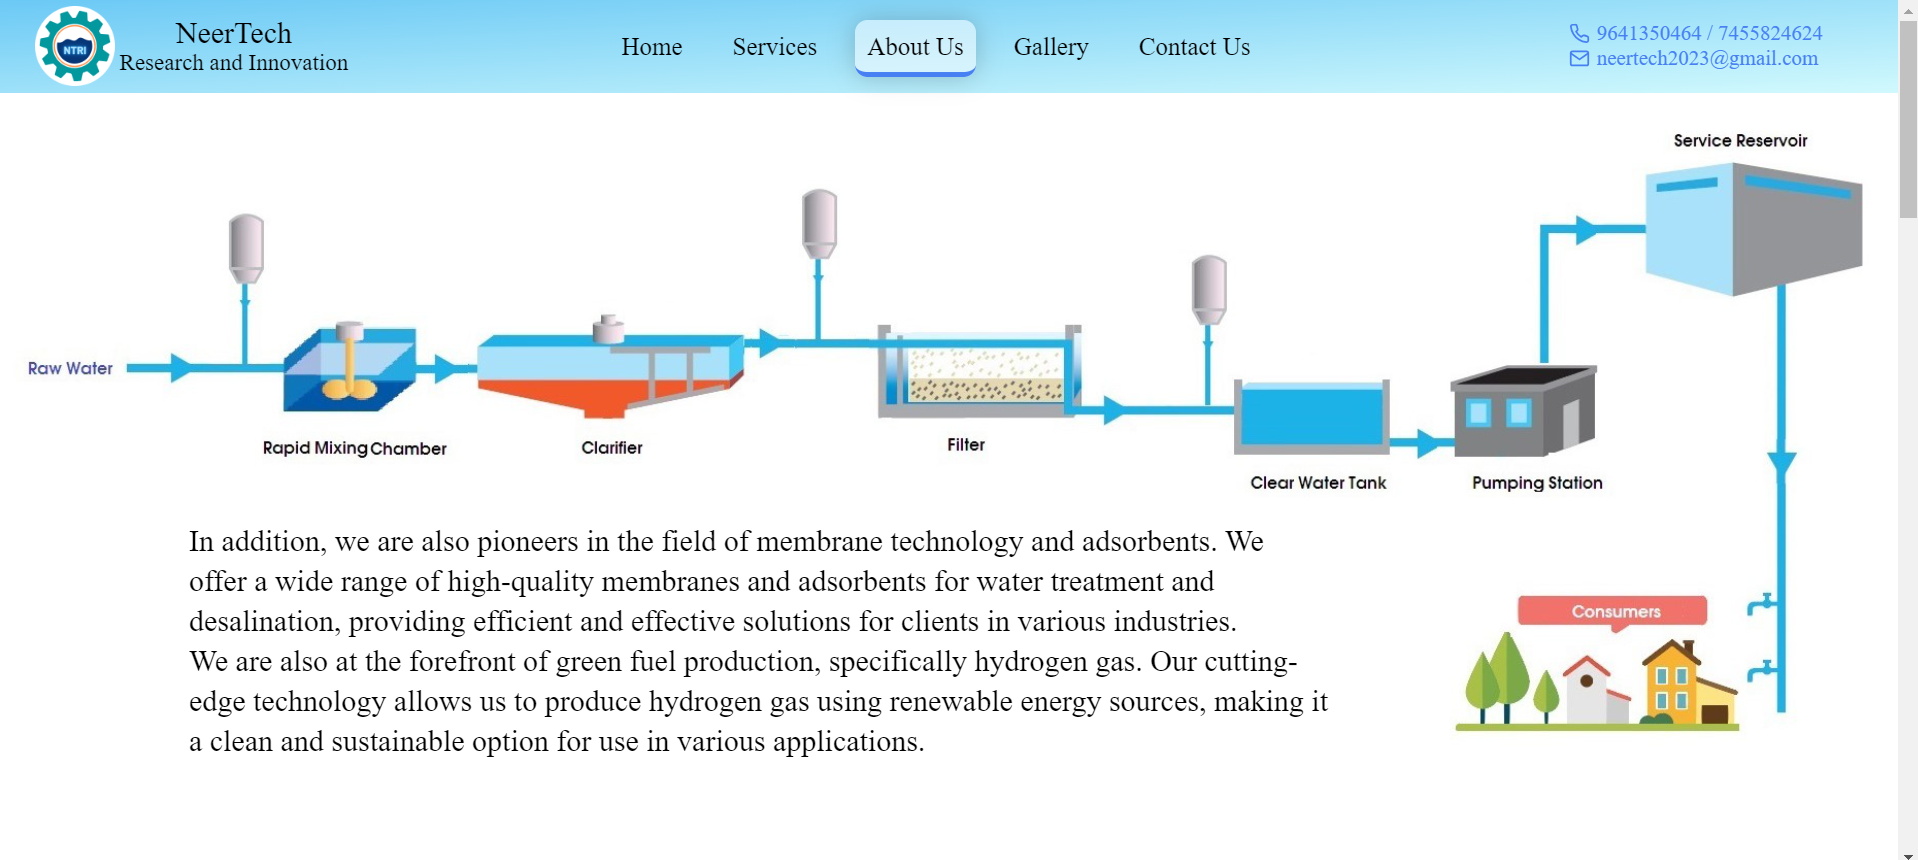 NTRI
NeerTech
Research and Innovation
Home
Services
About Us
Gallery
Contact Us
9641350464 / 7455824624
neertech2023@gmail.com
Service Reservoir
Raw Water
Rapid Mixing Chamber
Clarifier
Filter
Clear Water Tank
Pumping Station
In addition, we are also pioneers in the field of membrane technology and adsorbents. We
offer a wide range of high-quality membranes and adsorbents for water treatment and
desalination, providing efficient and effective solutions for clients in various industries.
We are also at the forefront of green fuel production, specifically hydrogen gas. Our cutting-
edge technology allows us to produce hydrogen gas using renewable energy sources, making it
a clean and sustainable option for use in various applications.
Consumers